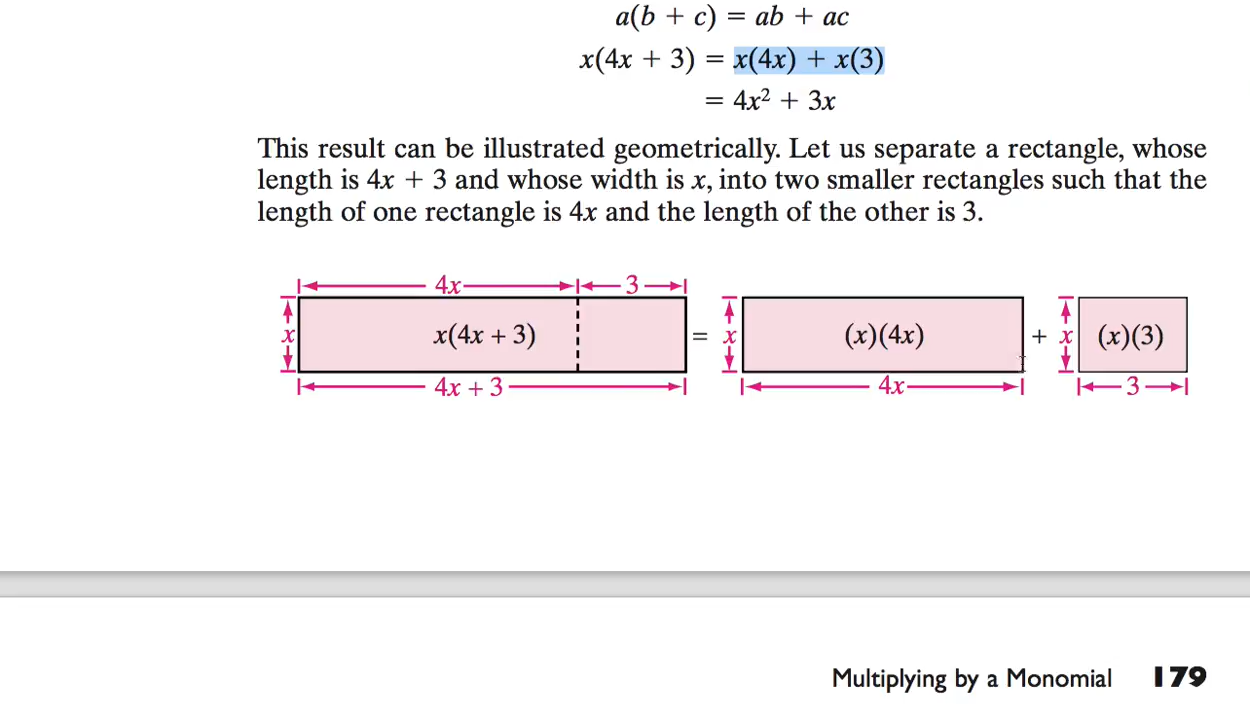 a(b + c) = ab + ac
x(4x + 3) = x(4x) + x(3)
= 4x² + 3x
This result can be illustrated geometrically. Let us separate a rectangle, whose
length is 4x + 3 and whose width is x, into two smaller rectangles such that the
length of one rectangle is 4x and the length of the other is 3.
4x 3
x x(4x + 3) = x (x)(4x) + x (x)(3)
4x + 3 4x 3
Multiplying by a Monomial 179